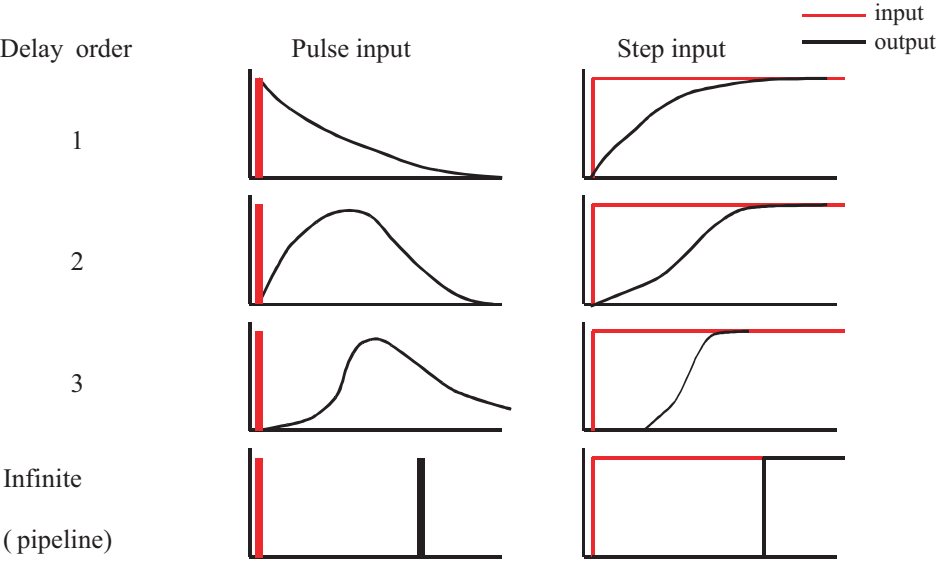 input
output
Delay order
Pulse input
Step input
1
2
3
Infinite
( pipeline)